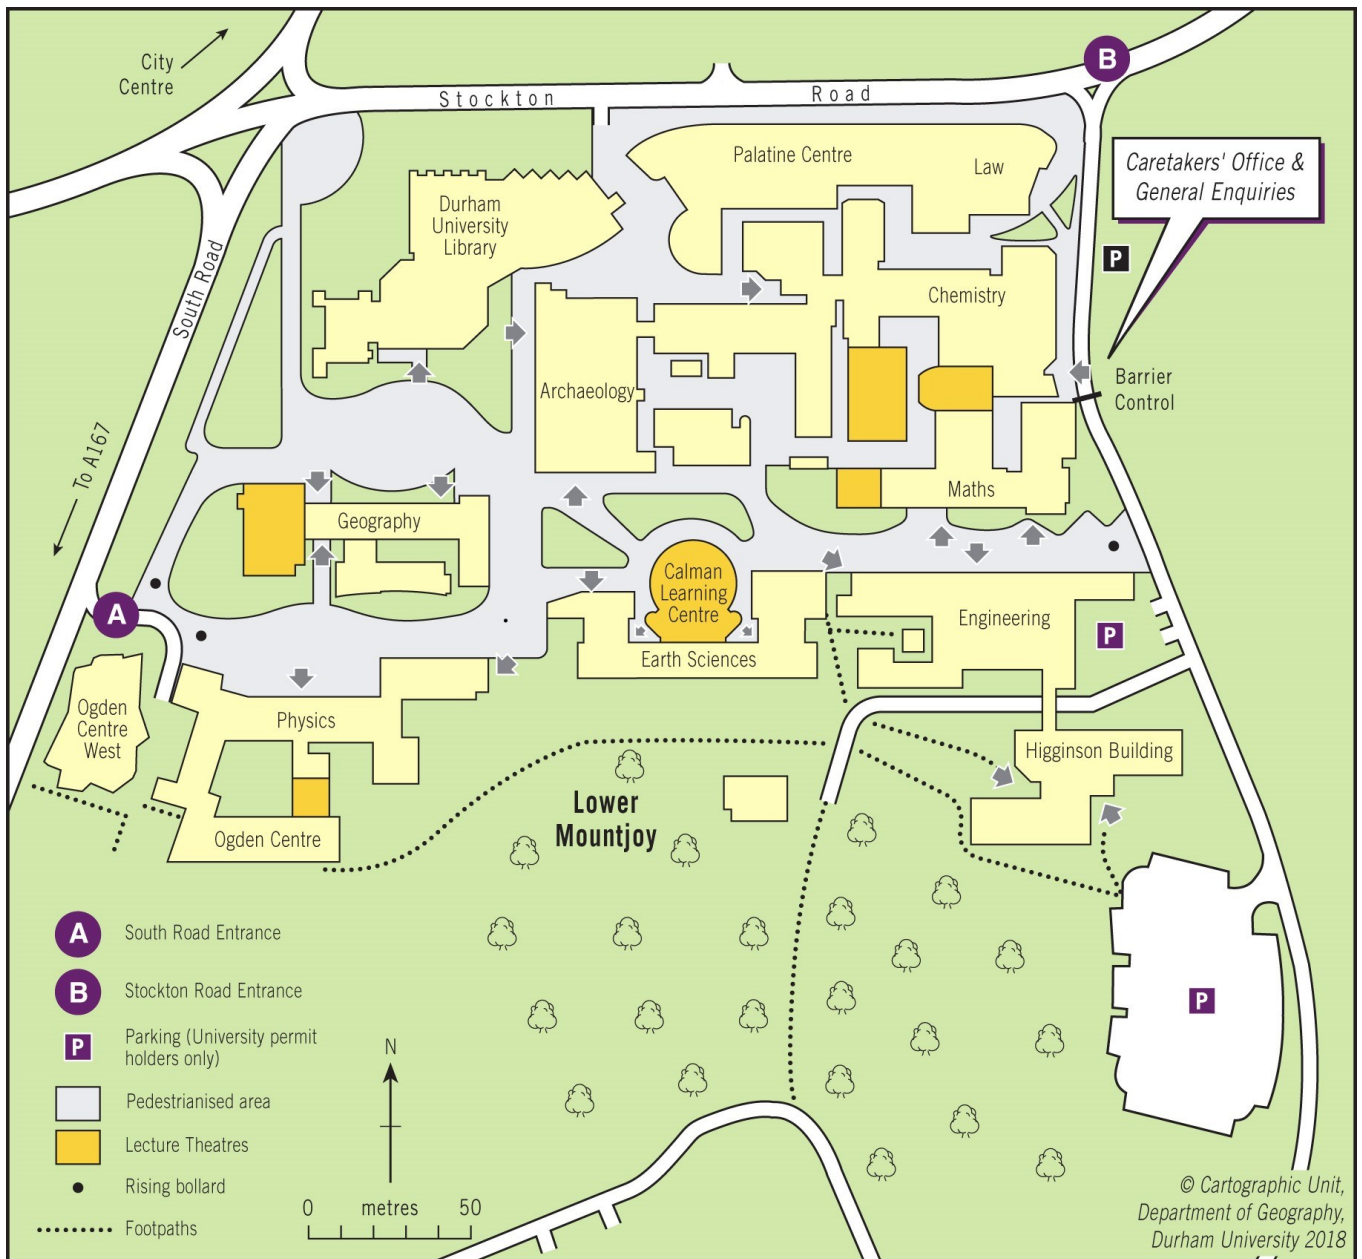 City
Centre
Stockton Road
B
Palatine Centre
Law
Caretakers' Office &
General Enquiries
Durham
University
Library
P
South Road
Chemistry
Archaeology
Barrier
Control
To A167
Geography
Maths
Calman
Learning
Centre
A
Engineering
P
Earth Sciences
Ogden
Centre
West
Physics
Higginson Building
Lower
Mountjoy
Ogden Centre
A South Road Entrance
B Stockton Road Entrance
P Parking (University permit
holders only)
P
Pedestrianised area
Lecture Theatres
Rising bollard
Footpaths
N
0 metres 50
© Cartographic Unit,
Department of Geography,
Durham University 2018